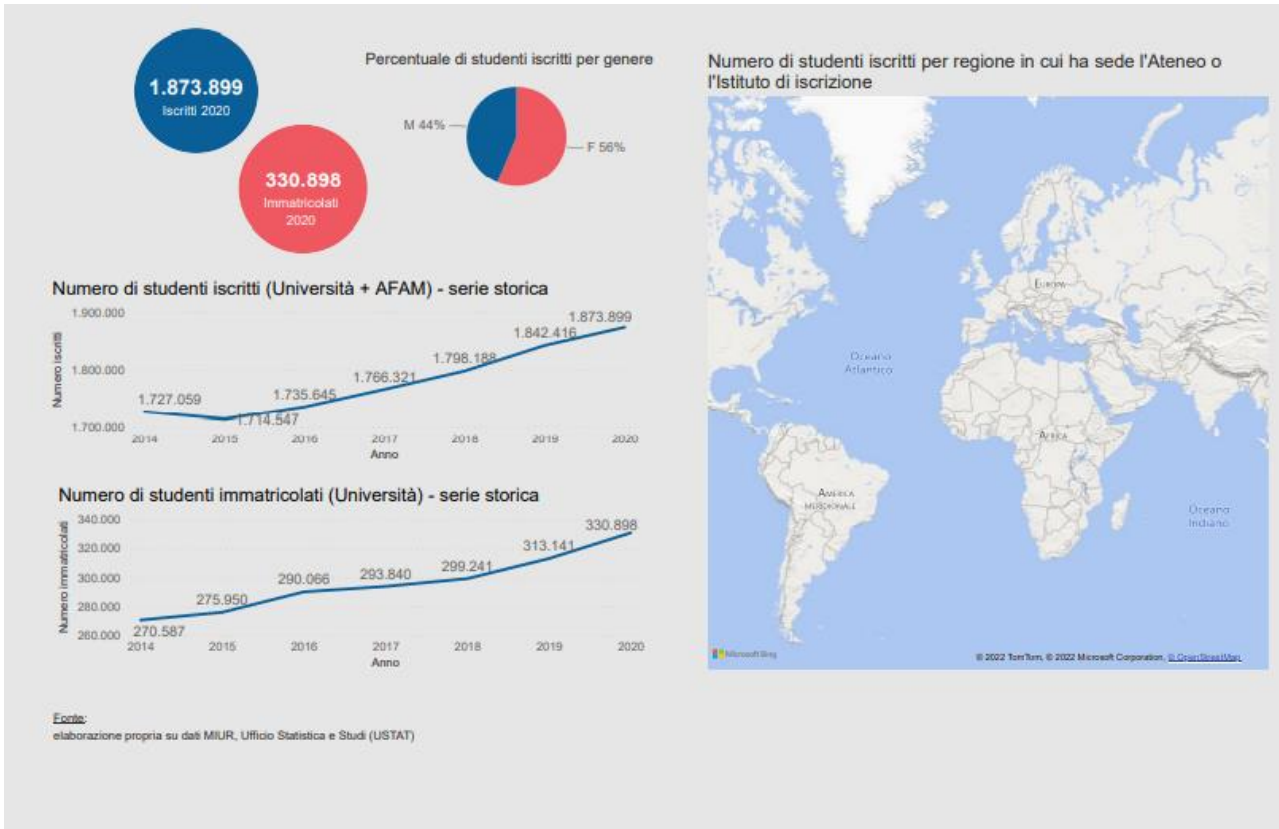 1.873.899
Iscritti 2020
330.898
Immatricolati
2020
Percentuale di studenti iscritti per genere
M 44%
F 56%
Numero di studenti iscritti (Università + AFAM) - serie storica
Numero iscritti
1.900.000
1.800.000
1.700.000
1.727.059
1.714.547
1.735.645
1.766.321
1.798.188
1.842.416
1.873.899
2014 2015 2016 2017 2018 2019 2020
Anno
Numero di studenti immatricolati (Università) - serie storica
Numero immatricolati
340.000
320.000
300.000
280.000
260.000
270.587
275.950
290.066
293.840
299.241
313.141
330.898
2014 2015 2016 2017 2018 2019 2020
Anno
Fonte:
elaborazione propria su dati MIUR, Ufficio Statistica e Studi (USTAT)
Numero di studenti iscritti per regione in cui ha sede l'Ateneo o
l'Istituto di iscrizione
EUROPA
Oceano
Atlantico
AFRICA
AMERICA
MERIDIONALE
Oceano
Indiano
Microsoft Bing
© 2022 TomTom, © 2022 Microsoft Corporation, © OpenStreetMap